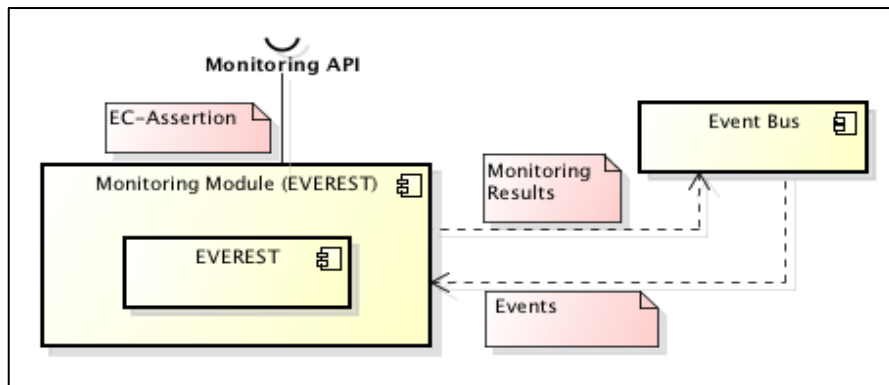 Monitoring API
EC-Assertion
Event Bus
Monitoring Module (EVEREST)
Monitoring
Results
EVEREST
Events